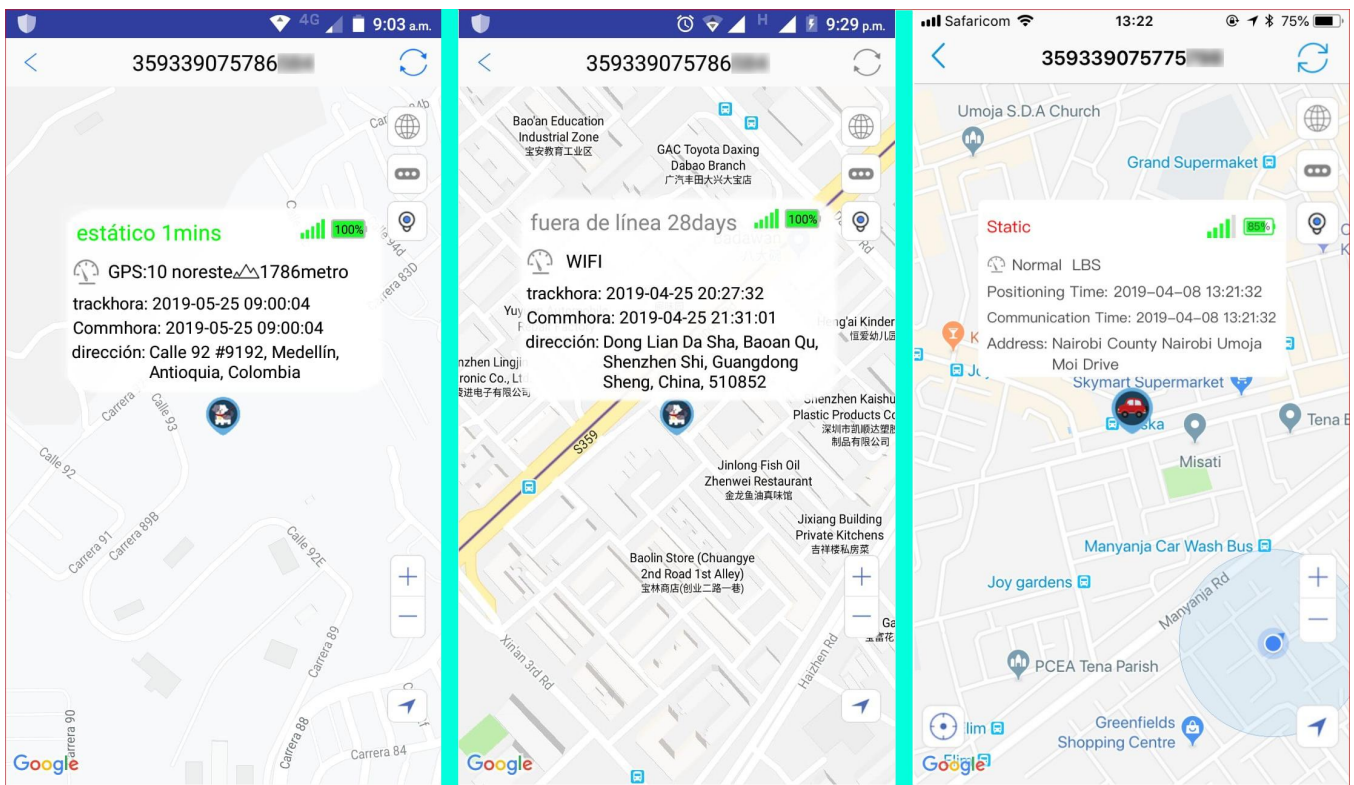 4G
9:03 a.m.
359339075786
estático 1mins
100%
GPS:10 noreste
1786metro
trackhora: 2019-05-25 09:00:04
Commhora: 2019-05-25 09:00:04
dirección: Calle 92 #9192, Medellín,
Antioquia, Colombia
Carrera 83D
Carrera
Calle 93
Calle 92
Carrera 91
Carrera 89B
Calle 92E
Carrera 89
Carrera 90
Carrera 88
Carrera 84
Google
H
9:29 p.m.
359339075786
Bao'an Education
Industrial Zone
宝安教育工业区
GAC Toyota Daxing
Dabao Branch
广汽丰田大兴大宝店
fuera de línea 28days
100%
WIFI
trackhora: 2019-04-25 20:27:32
Commhora: 2019-04-25 21:31:01
dirección: Dong Lian Da Sha, Baoan Qu,
Shenzhen Shi, Guangdong
Sheng, China, 510852
Plastic Products Co
深圳市凯顺达塑胶
制品有限公司
S359
Jinlong Fish Oil
Zhenwei Restaurant
金龙鱼油真味馆
Jixiang Building
Private Kitchens
吉祥楼私房菜
Baolin Store (Chuangye
2nd Road 1st Alley)
宝林商店(创业二路一巷)
Xin'an 3rd Rd
Haizhen Rd
Google
Safaricom
13:22
75%
359339075775
Umoja S.D.A Church
Grand Supermaket
Static
85%
Normal LBS
Positioning Time: 2019-04-08 13:21:32
Communication Time: 2019-04-08 13:21:32
Address: Nairobi County Nairobi Umoja
Moi Drive
Skymart Supermarket
Tena
Misati
Manyanja Car Wash Bus
Joy gardens
Manyanja Rd
PCEA Tena Parish
Greenfields
Shopping Centre
Google